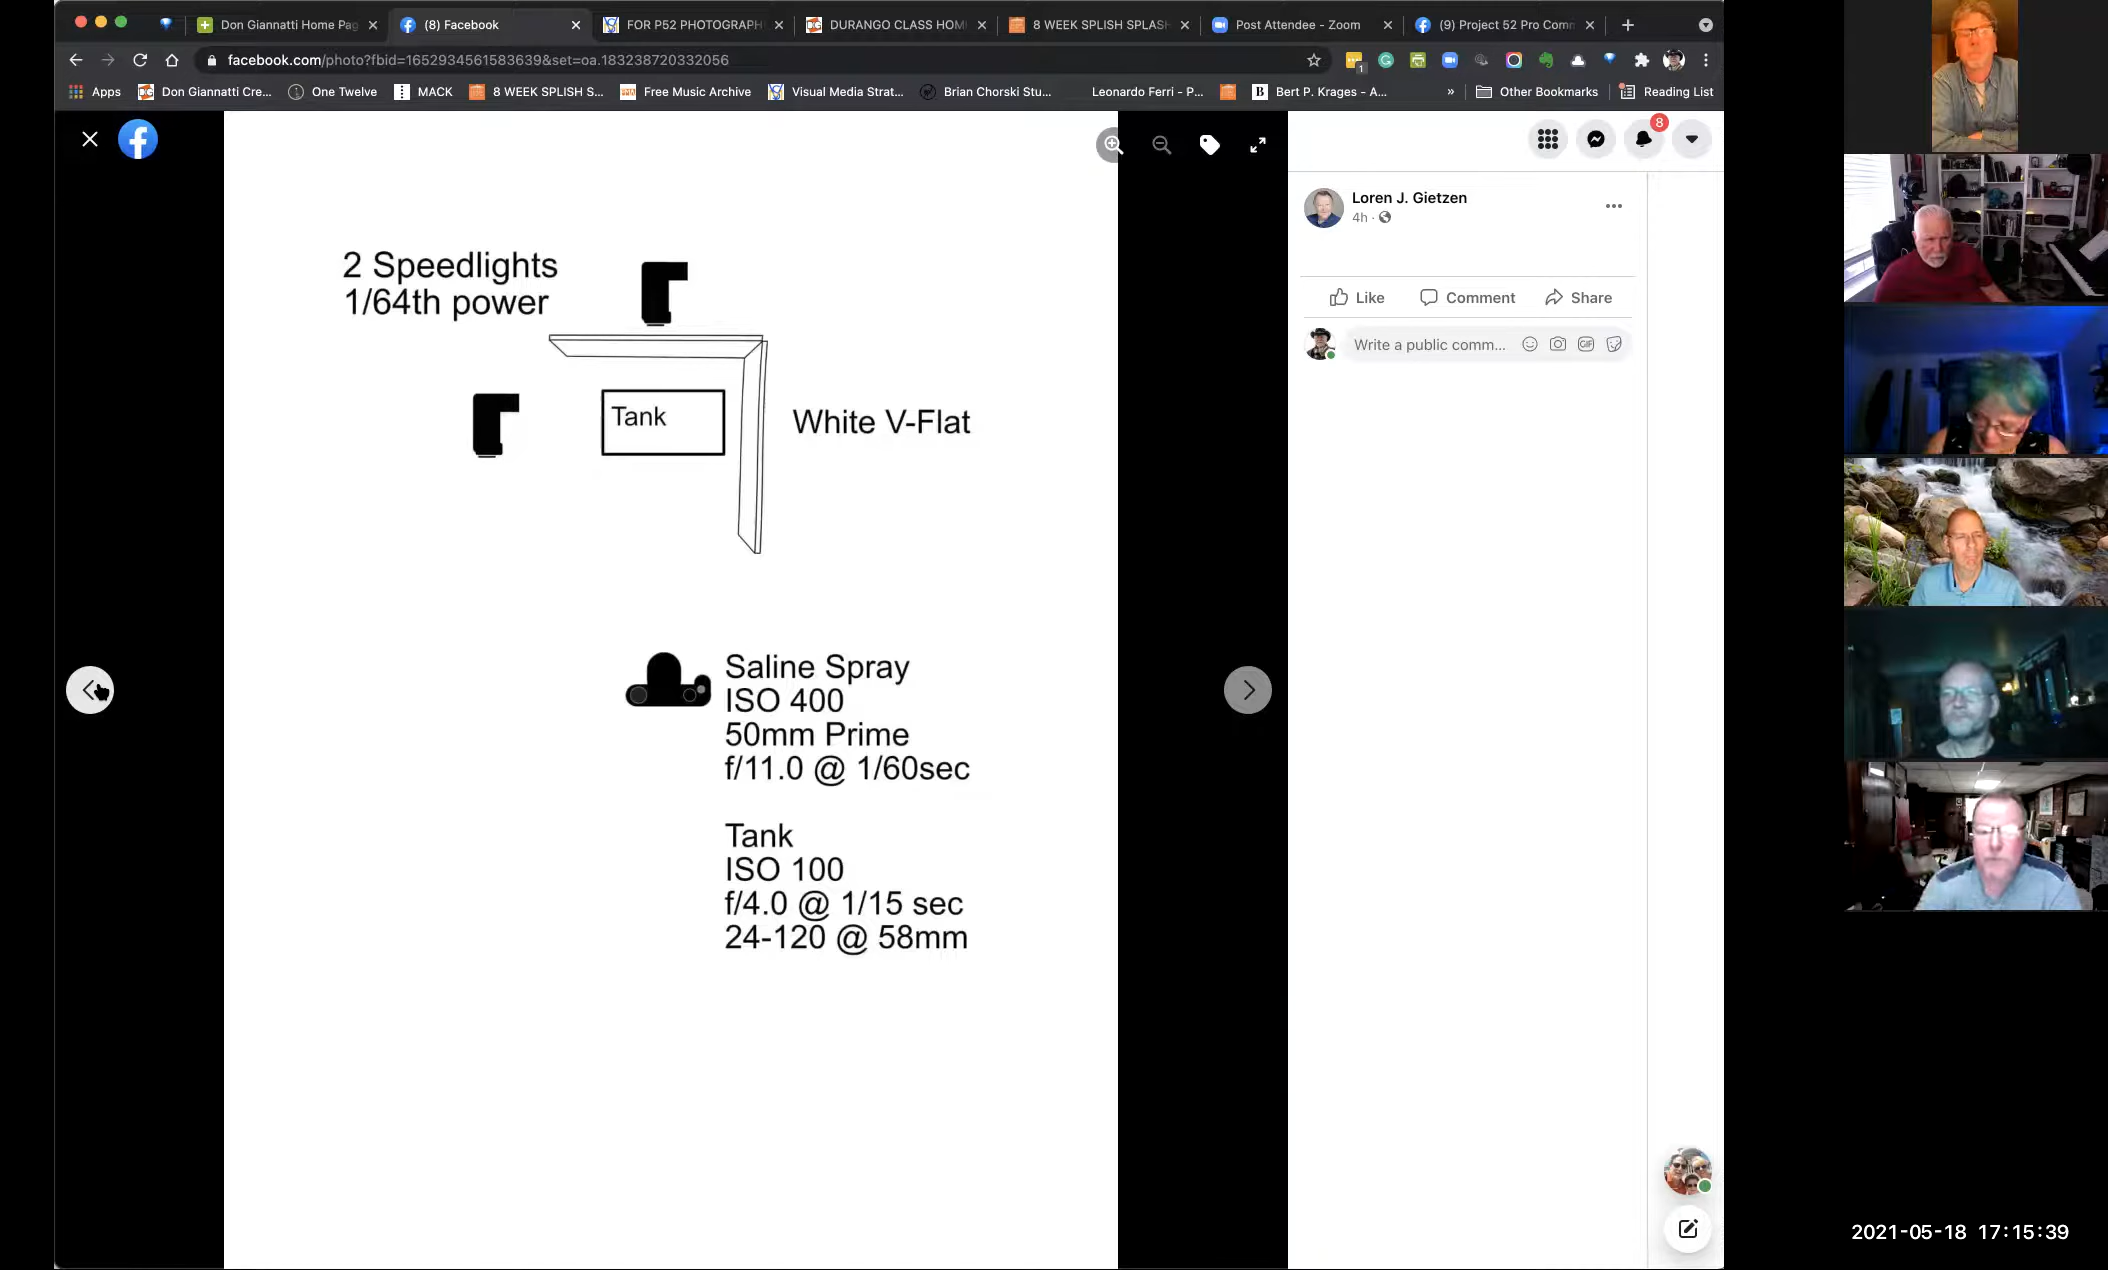 Don Giannatti Home Pag
(8) Facebook
FOR P52 PHOTOGRAPH
DURANGO CLASS HOM
8 WEEK SPLISH SPLASH
Post Attendee - Zoom
(9) Project 52 Pro Com
facebook.com/photo?fbid=1652934561583639&set=oa.183238720332056
1
Apps
Don Giannatti Cre...
One Twelve
MACK
8 WEEK SPLISH S...
Free Music Archive
Visual Media Strat...
Brian Chorski Stu...
Leonardo Ferri - P...
B
Bert P. Krages - A...
»
Other Bookmarks
Reading List
8
Loren J. Gietzen
4h ·
Like
Comment
Share
Write a public comm...
GIF
2 Speedlights
1/64th power
Tank
White V-Flat
Saline Spray
ISO 400
50mm Prime
f/11.0 @ 1/60sec
Tank
ISO 100
f/4.0 @ 1/15 sec
24-120 @ 58mm
2021-05-18 17:15:39